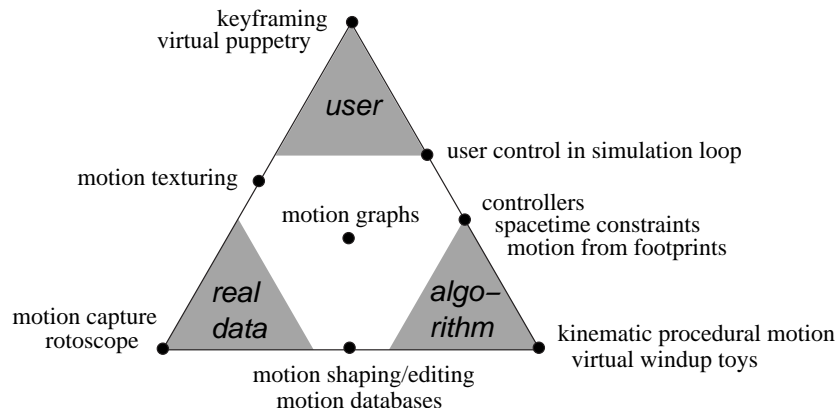 keyframing
virtual puppetry
user
user control in simulation loop
motion texturing
controllers
spacetime constraints
motion from footprints
motion graphs
real
data
algo–
rithm
motion capture
rotoscope
kinematic procedural motion
virtual windup toys
motion shaping/editing
motion databases